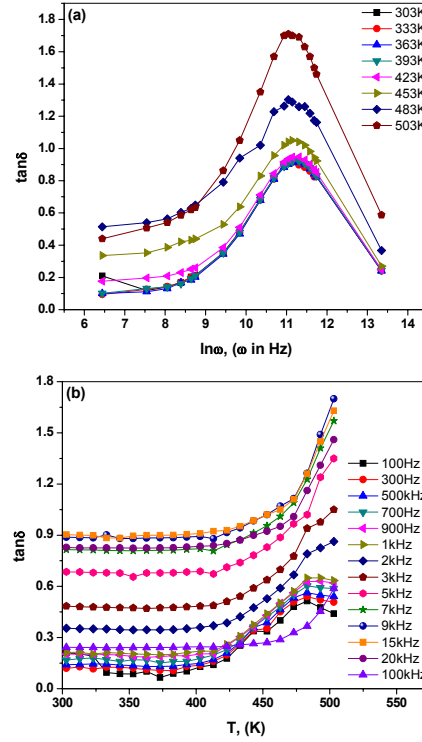 (a)
303K
333K
363K
393K
423K
453K
483K
503K
1.8
1.6
1.4
1.2
1.0
0.8
0.6
0.4
0.2
0.0
tanδ
6 7 8 9 10 11 12 13 14
lnω, (ω in Hz)
(b)
1.8
1.5
1.2
0.9
0.6
0.3
0.0
tanδ
100Hz
300Hz
500kHz
700Hz
900Hz
1kHz
2kHz
3kHz
5kHz
7kHz
9kHz
15kHz
20kHz
100kHz
300 350 400 450 500 550
T, (K)